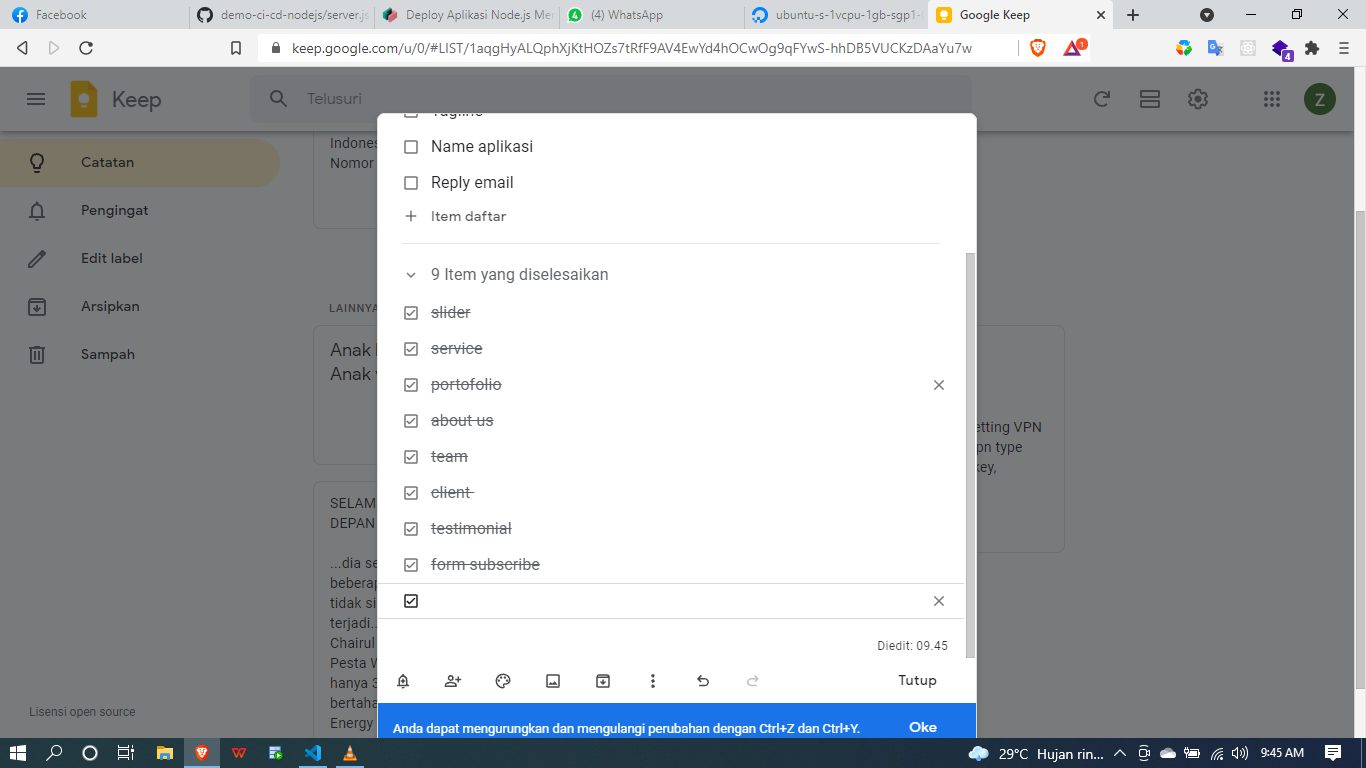 Facebook
demo-ci-cd-nodejs/server.js
Deploy Aplikasi Node.js Me
(4) WhatsApp
ubuntu-s-1vcpu-1gb-sgp1-
Google Keep
keep.google.com/u/0/#LIST/1aqgHyALQphXjKtHOZs7tRfF9AV4EwYd4hOCwOg9qFYwS-hhDB5VUCKzDAaYu7w
1
4
Keep
Telusuri
Z
Catatan
Pengingat
Edit label
Arsipkan
Sampah
Lisensi open source
Indones
Nomor
LAINNYA
Anak
Anak
SELAM
DEPAN
...dia se
beberap
tidak si
terjadi..
Chairul
Pesta W
hanya 3
bertaha
Energy
etting VPN
pn type
key,
Tagline
Name aplikasi
Reply email
Item daftar
9 Item yang diselesaikan
slider
service
portofolio
about us
team
client
testimonial
form subscribe
Diedit: 09.45
Tutup
Anda dapat mengurungkan dan mengulangi perubahan dengan Ctrl+Z dan Ctrl+Y.
Oke
29°C Hujan rin...
9:45 AM